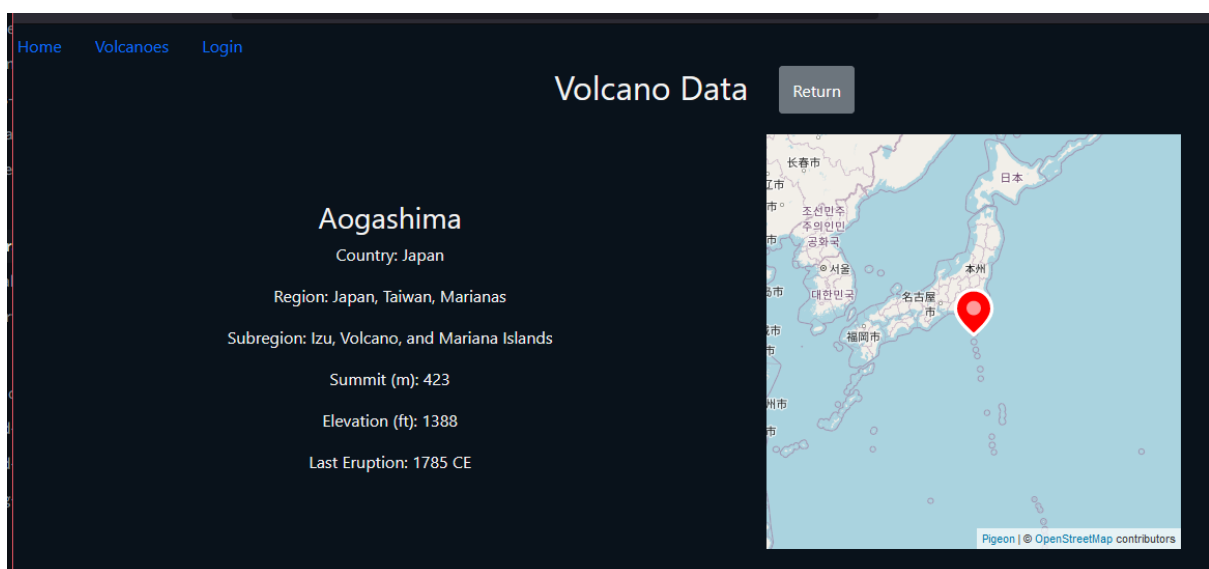 Home Volcanoes Login
Volcano Data Return
Aogashima
Country: Japan
Region: Japan, Taiwan, Marianas
Subregion: Izu, Volcano, and Mariana Islands
Summit (m): 423
Elevation (ft): 1388
Last Eruption: 1785 CE
长春市
日本
조선민주
주의인민
공화국
서울
本州
대한민국
名古屋
市
福岡市
Pigeon | © OpenStreetMap contributors